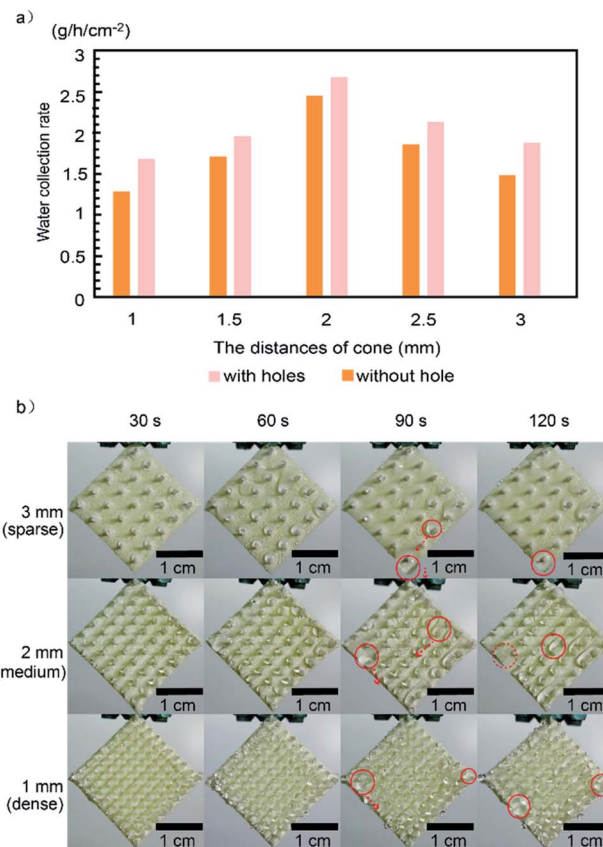 a)
(g/h/cm-2)
Water collection rate
3
2.5
2
1.5
1
0.5
0
1 1.5 2 2.5 3
The distances of cone (mm)
with holes without hole
b)
30 s 60 s 90 s 120 s
3 mm
(sparse)
1 cm 1 cm 1 cm 1 cm
2 mm
medium)
1 cm 1 cm 1 cm 1 cm
1 mm
(dense)
1 cm 1 cm 1 cm 1 cm